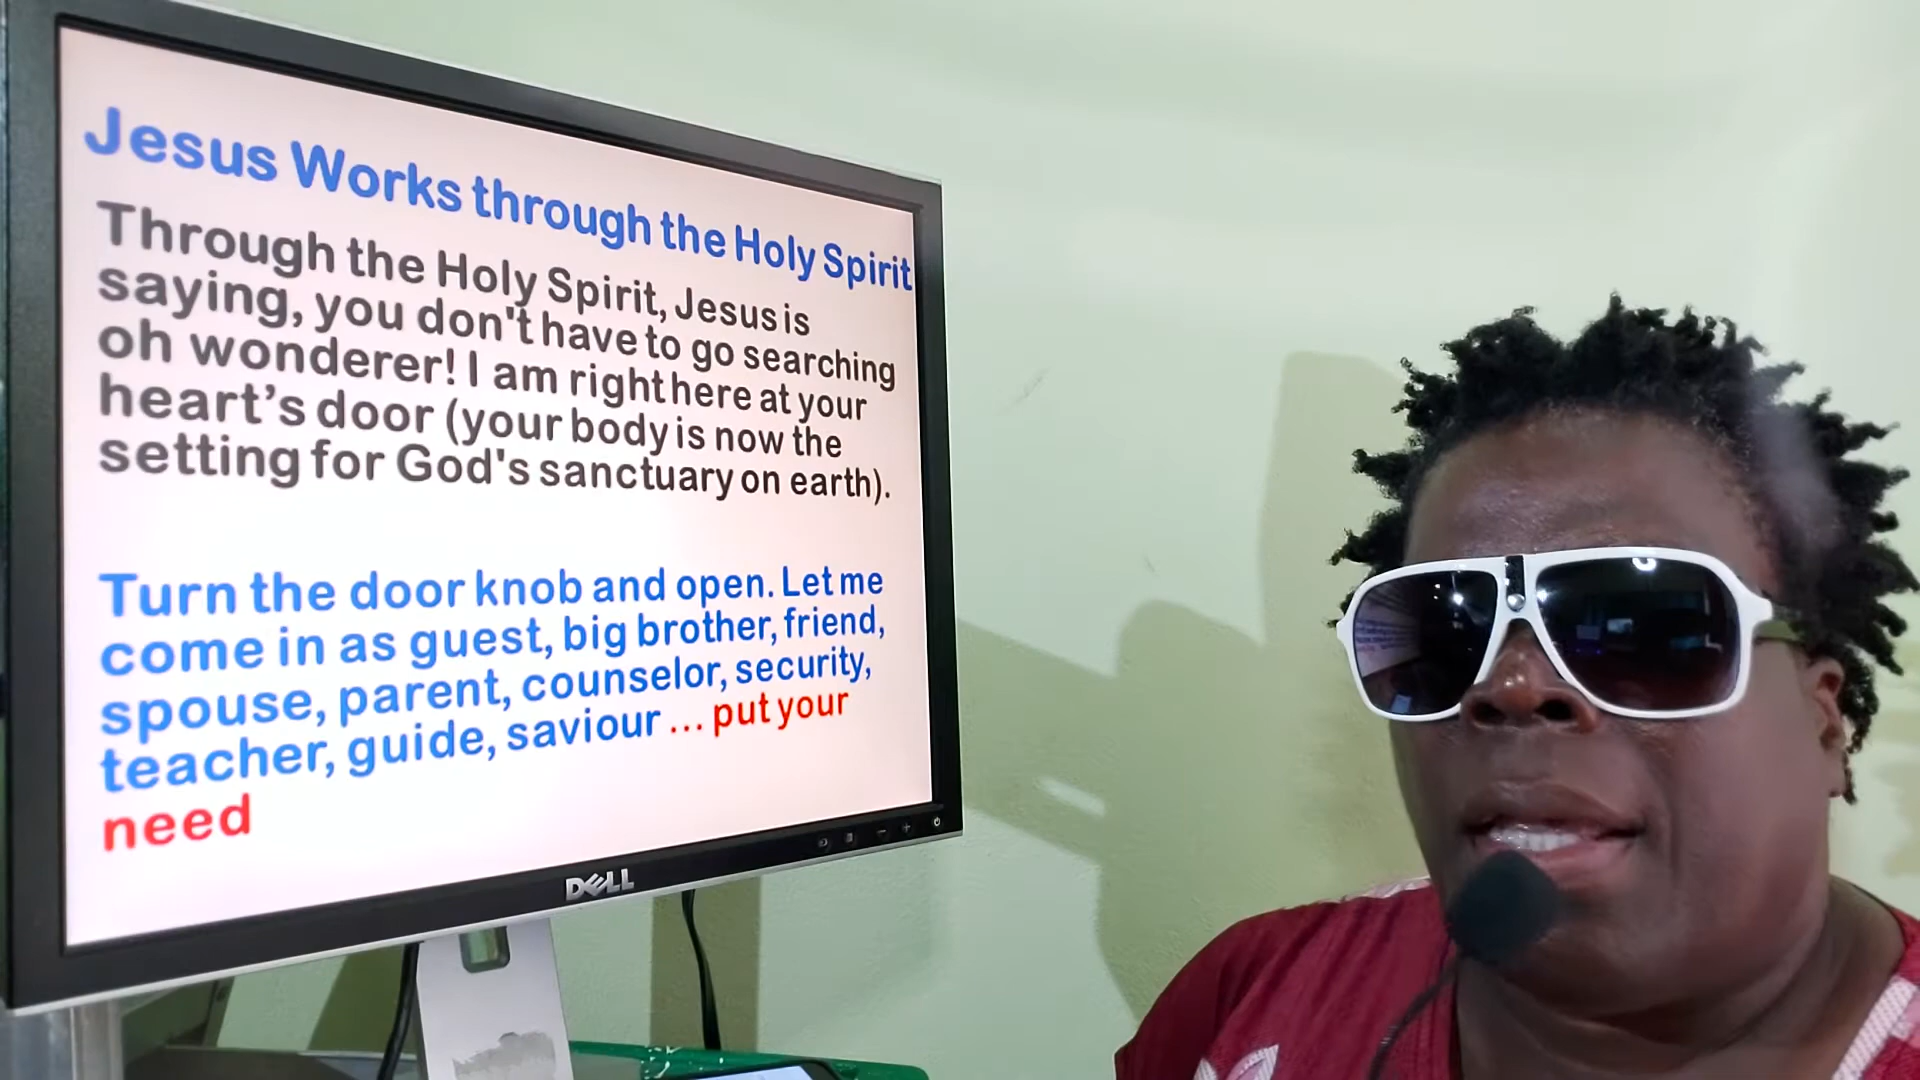 Jesus Works through the Holy Spirit
Through the Holy Spirit, Jesus is
saying, you don't have to go searching
oh wonderer! I am right here at your
heart’s door (your body is now the
setting for God's sanctuary on earth).
Turn the door knob and open. Let me
come in as guest, big brother, friend,
spouse, parent, counselor, security,
teacher, guide, saviour ... put your
need
DELL